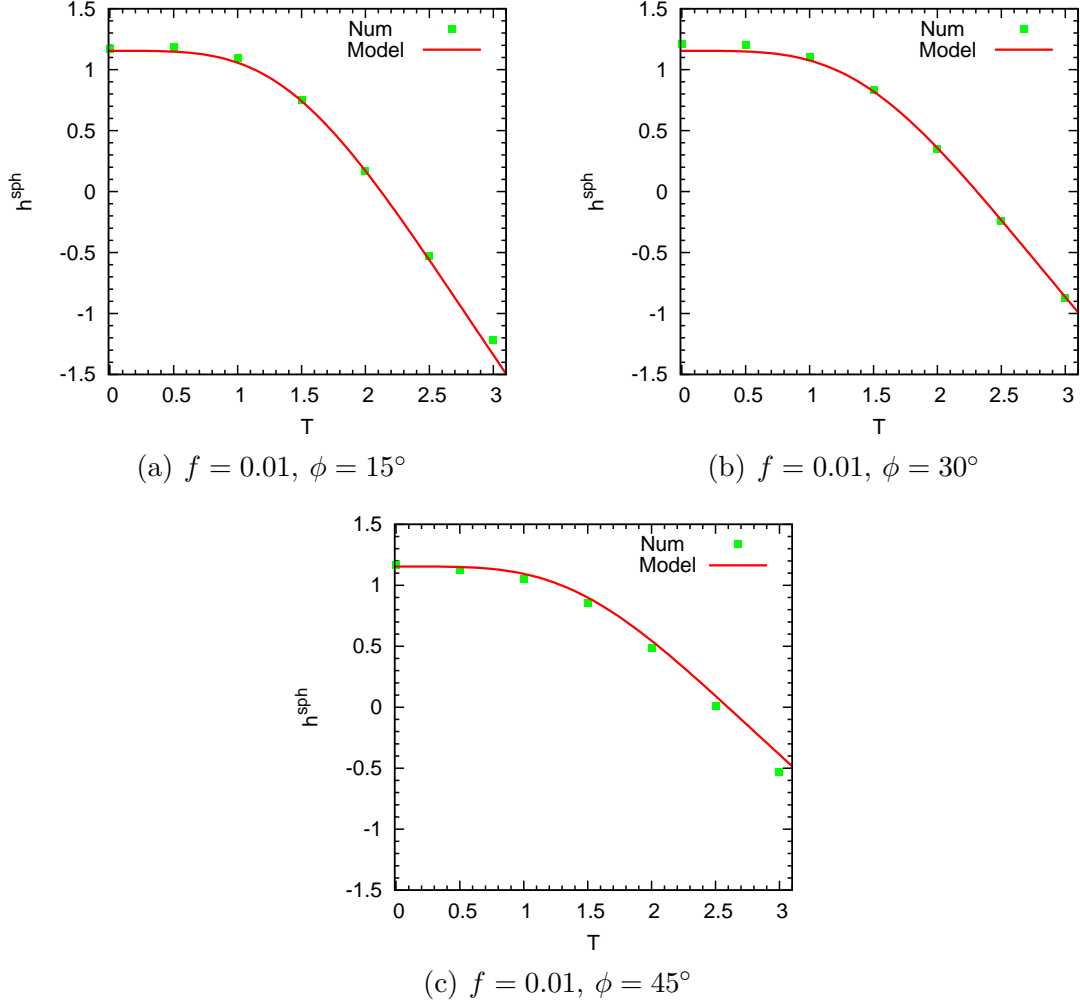 1.5
1
0.5
0
-0.5
-1
-1.5
h^sph
Num
Model
0 0.5 1 1.5 2 2.5 3
T
(a) f = 0.01, ϕ = 15°
1.5
1
0.5
0
-0.5
-1
-1.5
h^sph
Num
Model
0 0.5 1 1.5 2 2.5 3
T
(b) f = 0.01, ϕ = 30°
1.5
1
0.5
0
-0.5
-1
-1.5
h^sph
Num
Model
0 0.5 1 1.5 2 2.5 3
T
(c) f = 0.01, ϕ = 45°